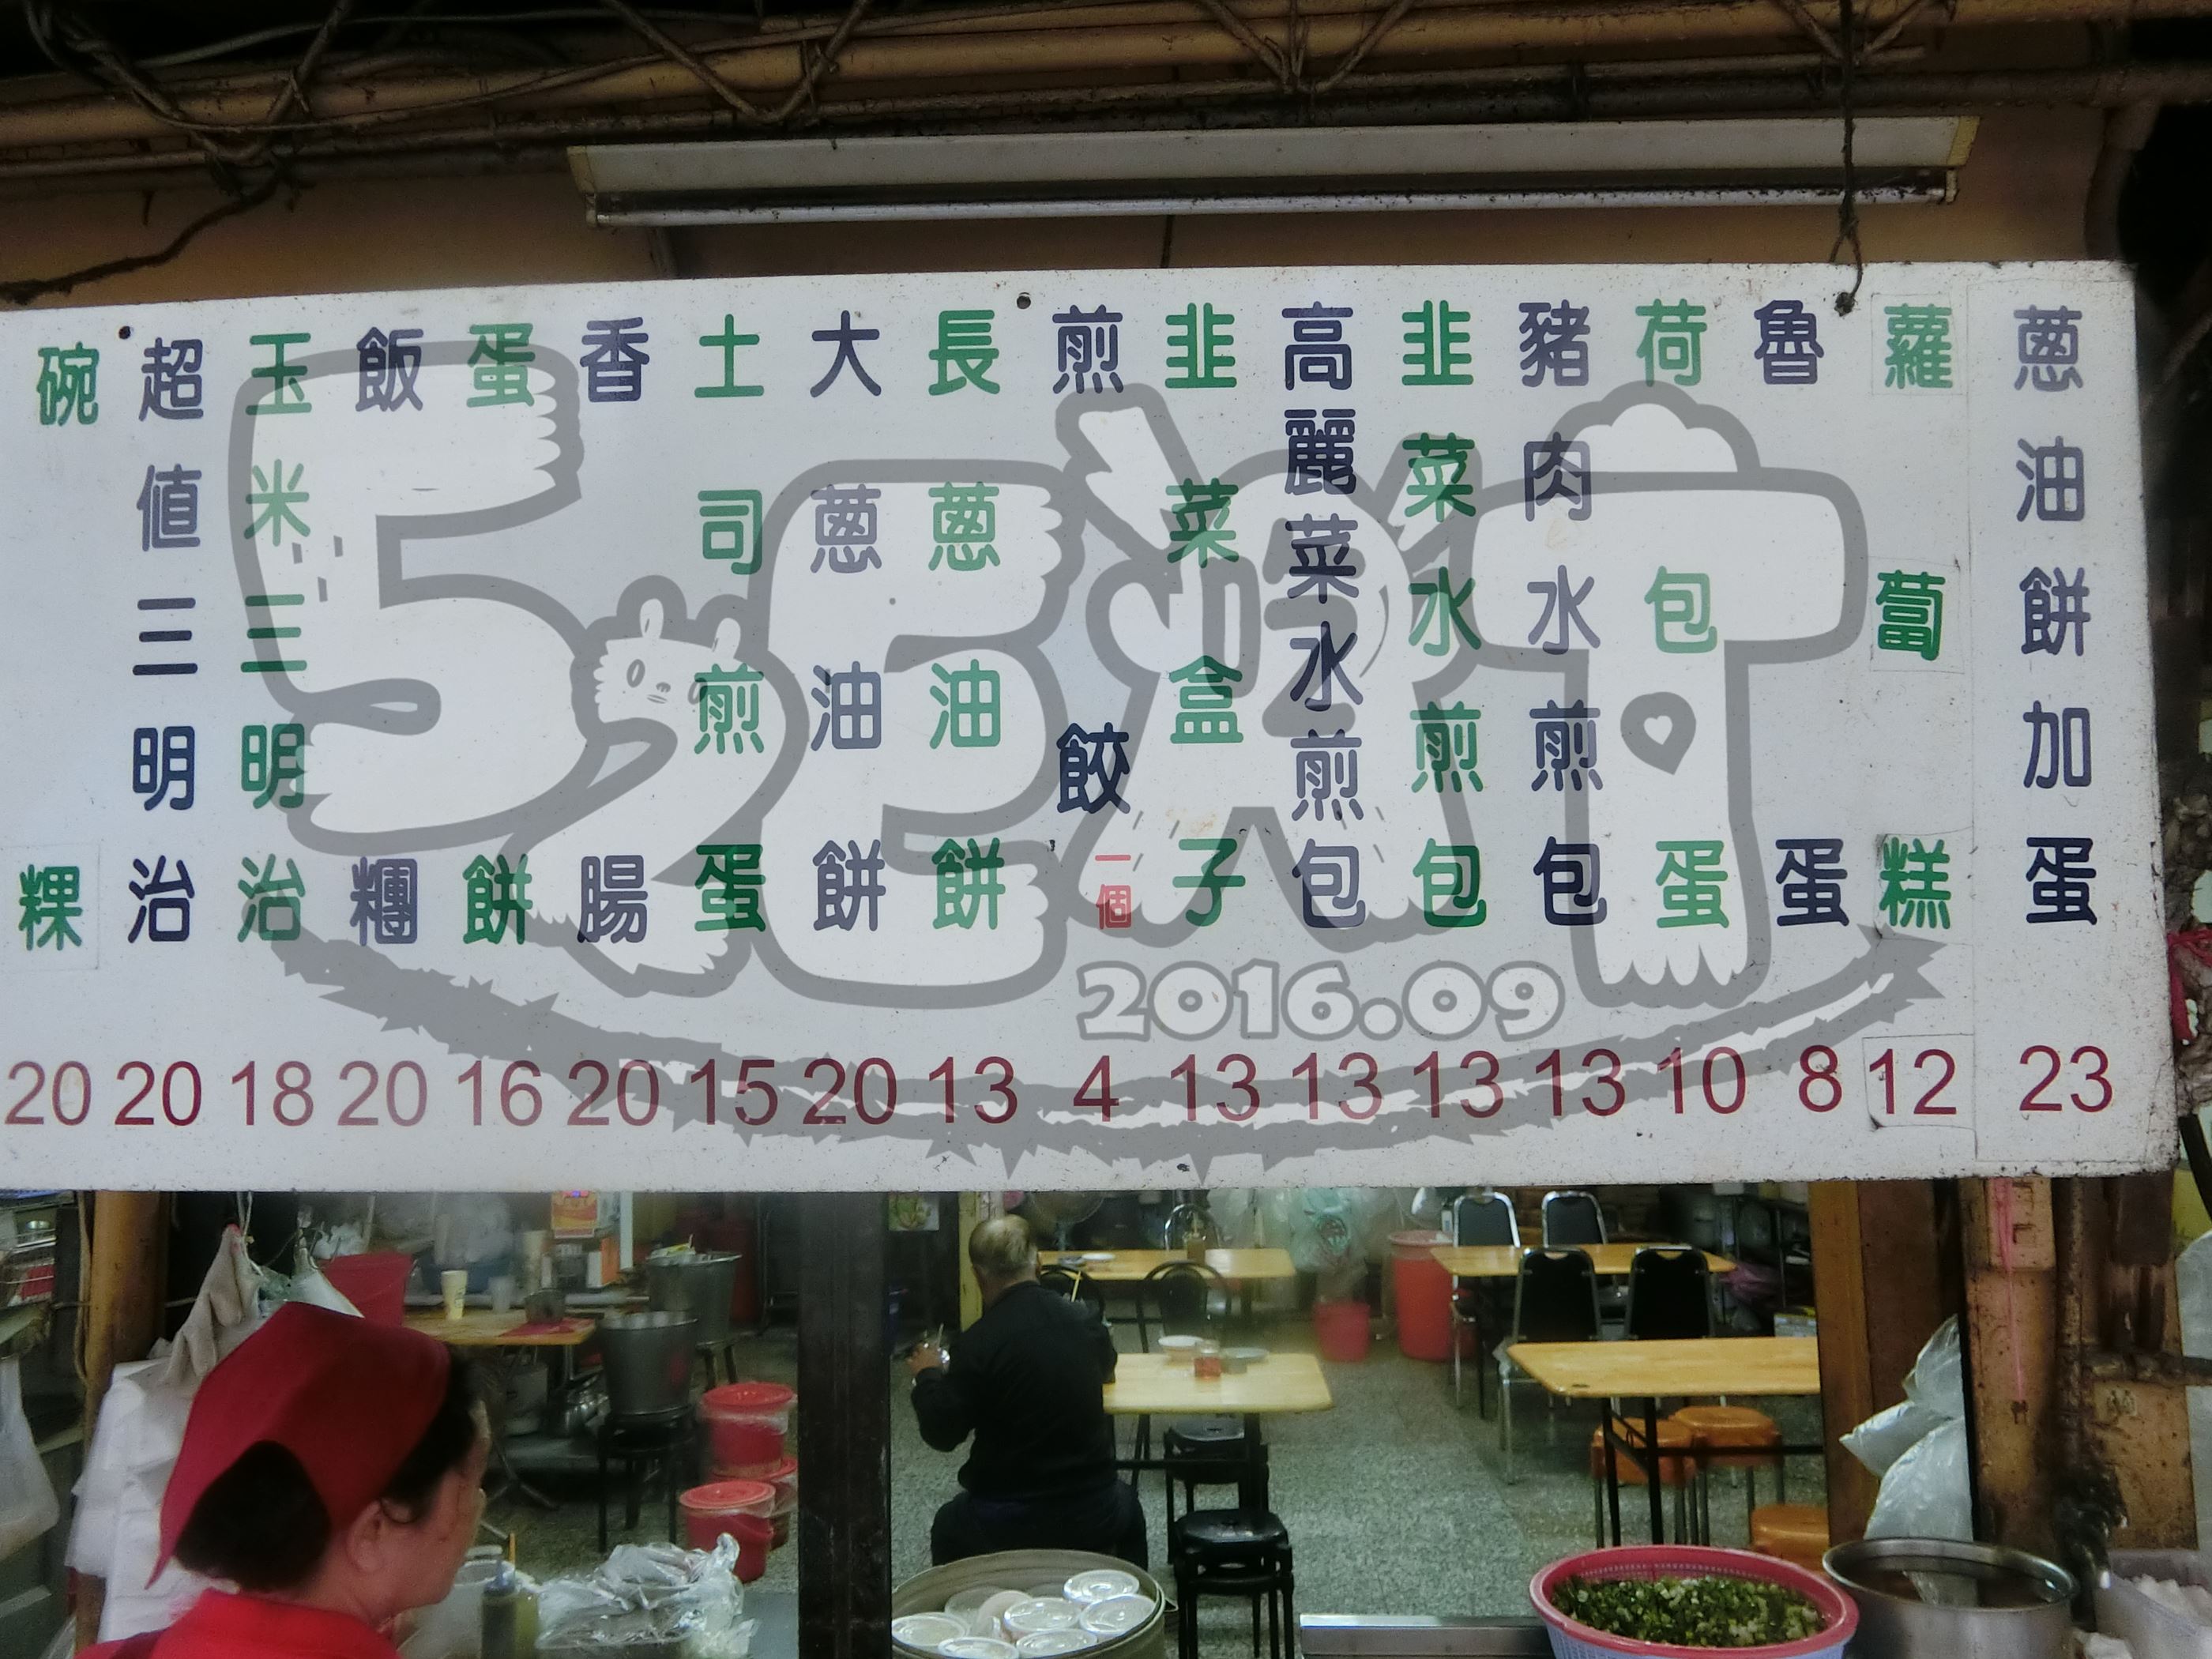 蔥油餅加蛋 23
蘿蔔糕 12
魯蛋 8
荷包蛋 10
豬肉水煎包 13
韭菜水煎包 13
高麗菜水煎包 13
韭菜盒子 13
煎餃一個 4
長蔥油餅 13
大蔥油餅 20
土司煎蛋 15
香腸 20
蛋餅 16
飯糰 20
玉米三明治 18
超值三明治 20
碗粿 20
52EAT
2016.09